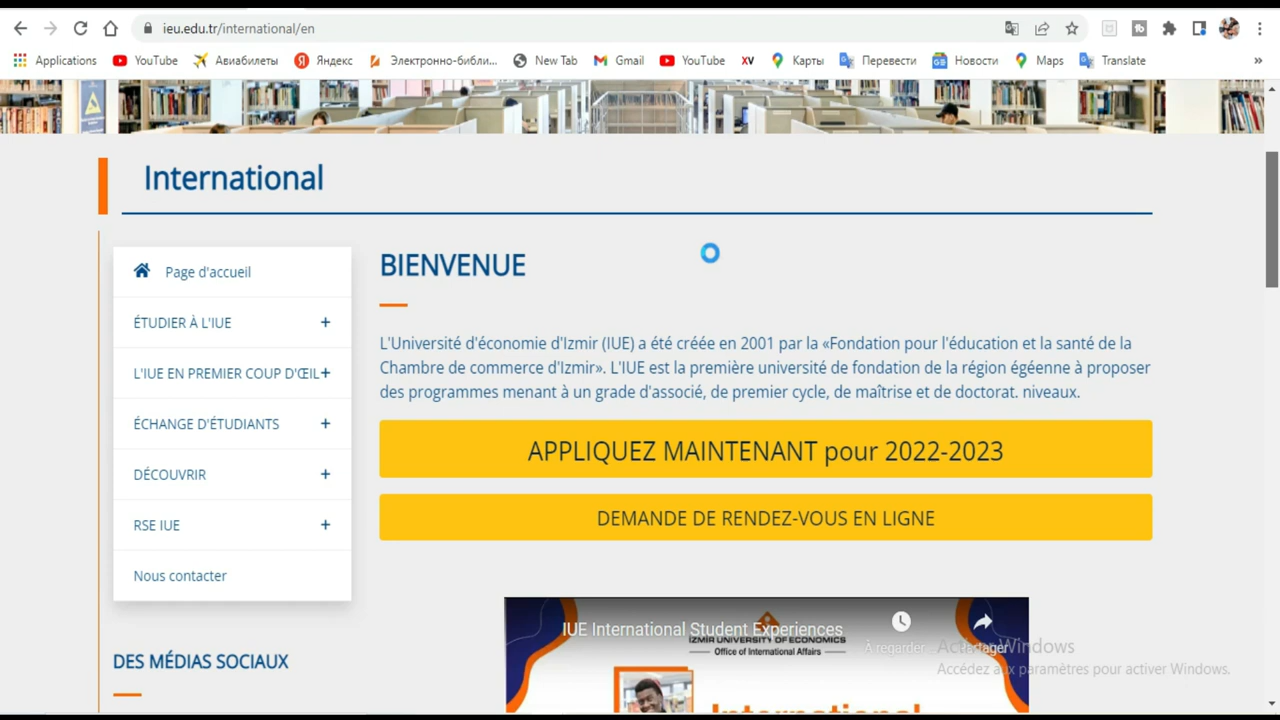 ieu.edu.tr/international/en
Applications YouTube Авиабилеты Яндекс Электронно-библи... New Tab Gmail YouTube XV Карты Перевести Новости Maps Translate »
International
Page d'accueil
ÉTUDIER À L'IUE +
L'IUE EN PREMIER COUP D'ŒIL +
ÉCHANGE D'ÉTUDIANTS +
DÉCOUVRIR +
RSE IUE +
Nous contacter
DES MÉDIAS SOCIAUX
BIENVENUE
L'Université d'économie d'Izmir (IUE) a été créée en 2001 par la «Fondation pour l'éducation et la santé de la
Chambre de commerce d'Izmir». L'IUE est la première université de fondation de la région égéenne à proposer
des programmes menant à un grade d'associé, de premier cycle, de maîtrise et de doctorat. niveaux.
APPLIQUEZ MAINTENANT pour 2022-2023
DEMANDE DE RENDEZ-VOUS EN LIGNE
IUE International Student Experiences
IZMIR UNIVERSITY OF ECONOMICS
Office of International Affairs
À regarder Partager
International
Activer Windows
Accédez aux paramètres pour activer Windows.